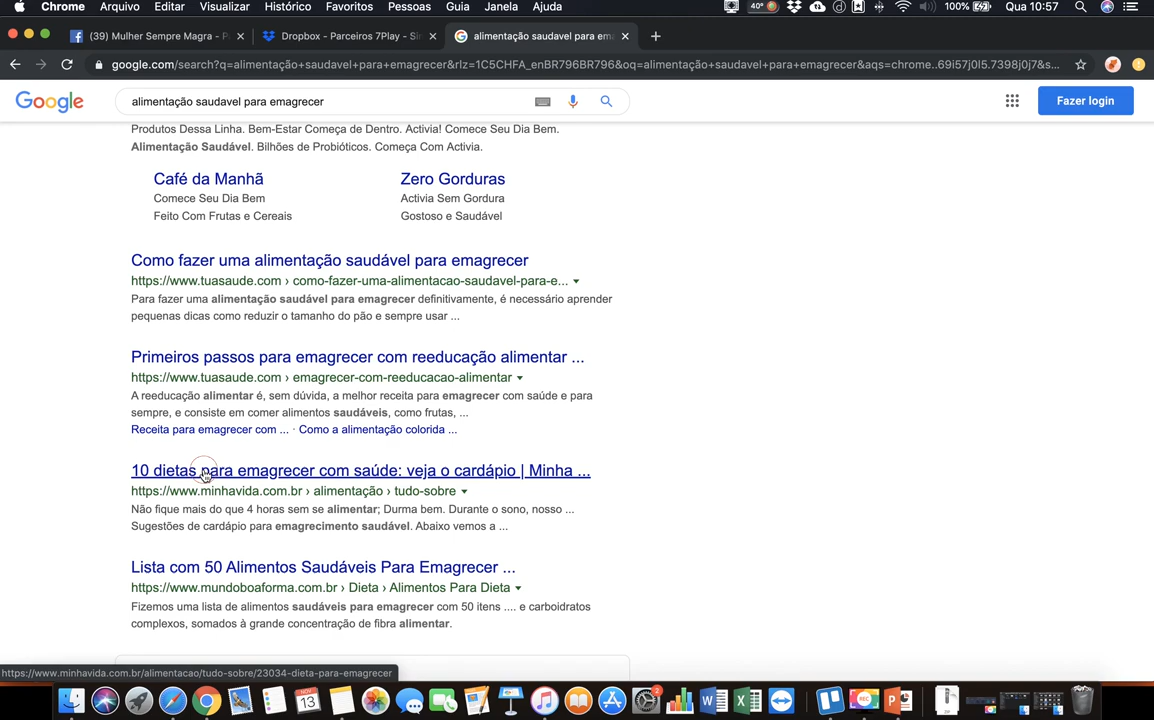 Chrome Arquivo Editar Visualizar Histórico Favoritos Pessoas Guia Janela Ajuda 40° 100% Qua 10:57
(39) Mulher Sempre Magra - P
Dropbox - Parceiros 7Play - Si
alimentação saudavel para em
google.com/search?q=alimentação+saudavel+para+emagrecer&rlz=1C5CHFA_enBR796BR796&oq=alimentação+saudavel+para+emagrecer&aqs=chrome..69i57j0l5.7398j0j7&s...
Google
alimentação saudavel para emagrecer
Fazer login
Produtos Dessa Linha. Bem-Estar Começa de Dentro. Activia! Comece Seu Dia Bem.
Alimentação Saudável. Bilhões de Probióticos. Começa Com Activia.
Café da Manhã Zero Gorduras
Comece Seu Dia Bem Activia Sem Gordura
Feito Com Frutas e Cereais Gostoso e Saudável
Como fazer uma alimentação saudável para emagrecer
https://www.tuasaude.com › como-fazer-uma-alimentacao-saudavel-para-e...
Para fazer uma alimentação saudável para emagrecer definitivamente, é necessário aprender
pequenas dicas como reduzir o tamanho do pão e sempre usar ...
Primeiros passos para emagrecer com reeducação alimentar ...
https://www.tuasaude.com › emagrecer-com-reeducacao-alimentar
A reeducação alimentar é, sem dúvida, a melhor receita para emagrecer com saúde e para
sempre, e consiste em comer alimentos saudáveis, como frutas, ...
Receita para emagrecer com ... · Como a alimentação colorida ...
10 dietas para emagrecer com saúde: veja o cardápio | Minha ...
https://www.minhavida.com.br › alimentação › tudo-sobre
Não fique mais do que 4 horas sem se alimentar; Durma bem. Durante o sono, nosso ...
Sugestões de cardápio para emagrecimento saudável. Abaixo vemos a ...
Lista com 50 Alimentos Saudáveis Para Emagrecer ...
https://www.mundoboaforma.com.br › Dieta › Alimentos Para Dieta
Fizemos uma lista de alimentos saudáveis para emagrecer com 50 itens .... e carboidratos
complexos, somados à grande concentração de fibra alimentar.
https://www.minhavida.com.br/alimentacao/tudo-sobre/23034-dieta-para-emagrecer
13
2